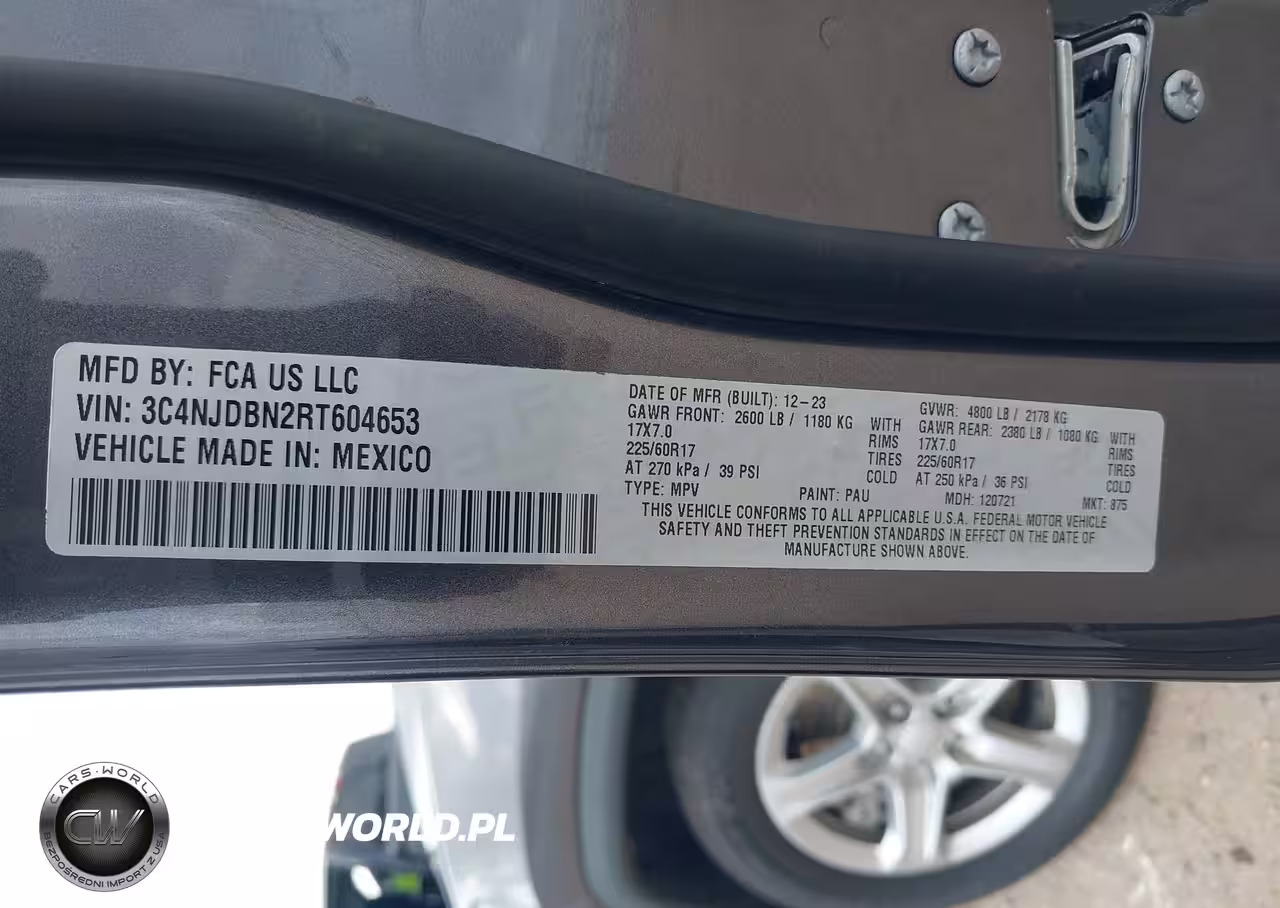 MFD BY: FCA US LLC
VIN: 3C4NJDBN2RT604653
VEHICLE MADE IN: MEXICO
DATE OF MFR (BUILT): 12-23
GAWR FRONT: 2600 LB / 1180 KG WITH
17X7.0 RIMS
225/60R17 TIRES
AT 270 kPa / 39 PSI COLD
GVWR: 4800 LB / 2178 KG
GAWR REAR: 2380 LB / 1080 KG WITH
17X7.0 RIMS
225/60R17 TIRES
AT 250 kPa / 36 PSI COLD
TYPE: MPV PAINT: PAU MDH: 120721 MKT: 875
THIS VEHICLE CONFORMS TO ALL APPLICABLE U.S.A. FEDERAL MOTOR VEHICLE
SAFETY AND THEFT PREVENTION STANDARDS IN EFFECT ON THE DATE OF
MANUFACTURE SHOWN ABOVE.
CARS-WORLD
CW
BEZPOŚREDNI IMPORT Z USA
WORLD.PL